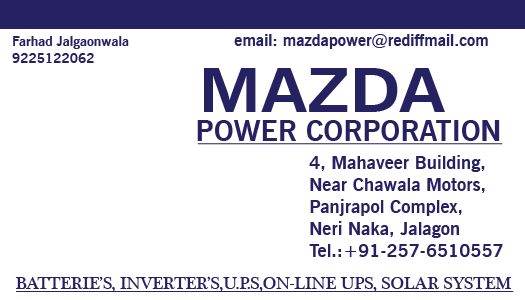 Farhad Jalgaonwala
9225122062
email: mazdapower@rediffmail.com
MAZDA
POWER CORPORATION
4, Mahaveer Building,
Near Chawala Motors,
Panjrapol Complex,
Neri Naka, Jalagon
Tel.:+91-257-6510557
BATTERIE'S, INVERTER'S,U.P.S,ON-LINE UPS, SOLAR SYSTEM